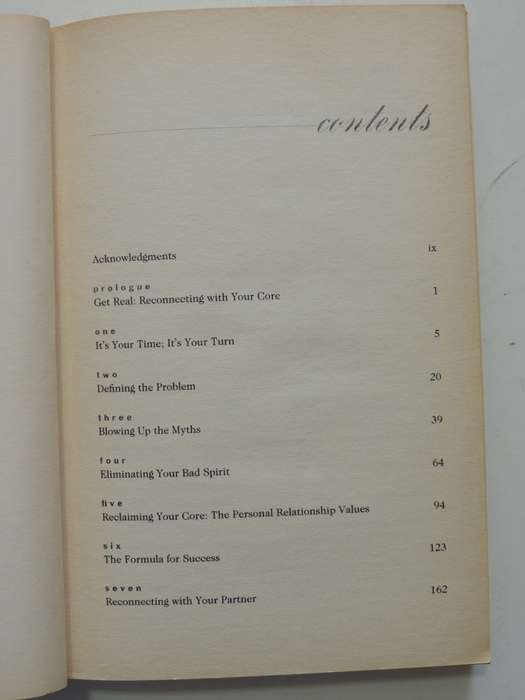 contents
Acknowledgments ix
prologue
Get Real: Reconnecting with Your Core 1
one
It's Your Time; It's Your Turn 5
two
Defining the Problem 20
three
Blowing Up the Myths 39
four
Eliminating Your Bad Spirit 64
five
Reclaiming Your Core: The Personal Relationship Values 94
six
The Formula for Success 123
seven
Reconnecting with Your Partner 162